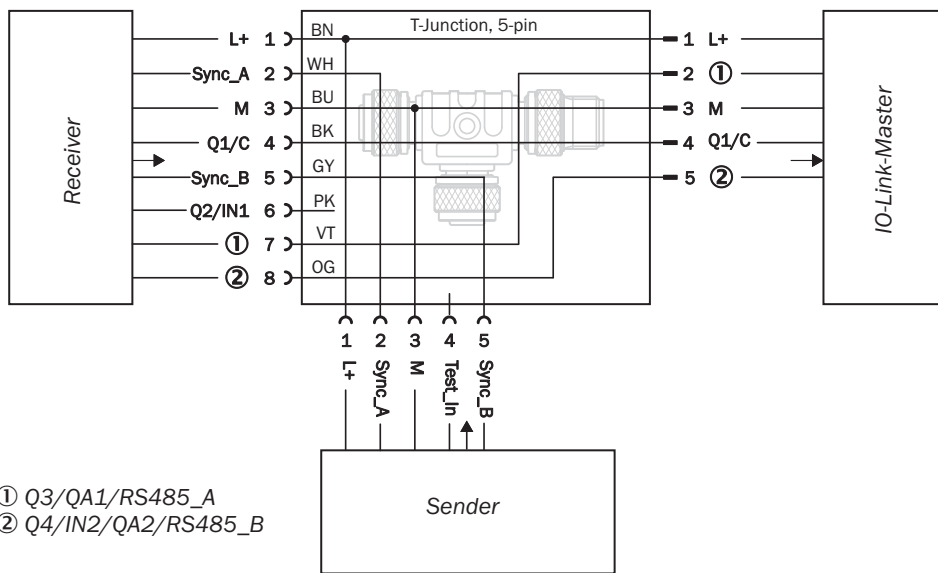 T-Junction, 5-pin
Receiver
L+ 1 BN
Sync_A 2 WH
M 3 BU
Q1/C 4 BK
Sync_B 5 GY
Q2/IN1 6 PK
① 7 VT
② 8 OG
1 L+
2 ①
3 M
4 Q1/C
5 ②
IO-Link-Master
1 2 3 4 5
L+
Sync_A
M
Test_In
Sync_B
Sender
① Q3/QA1/RS485_A
② Q4/IN2/QA2/RS485_B